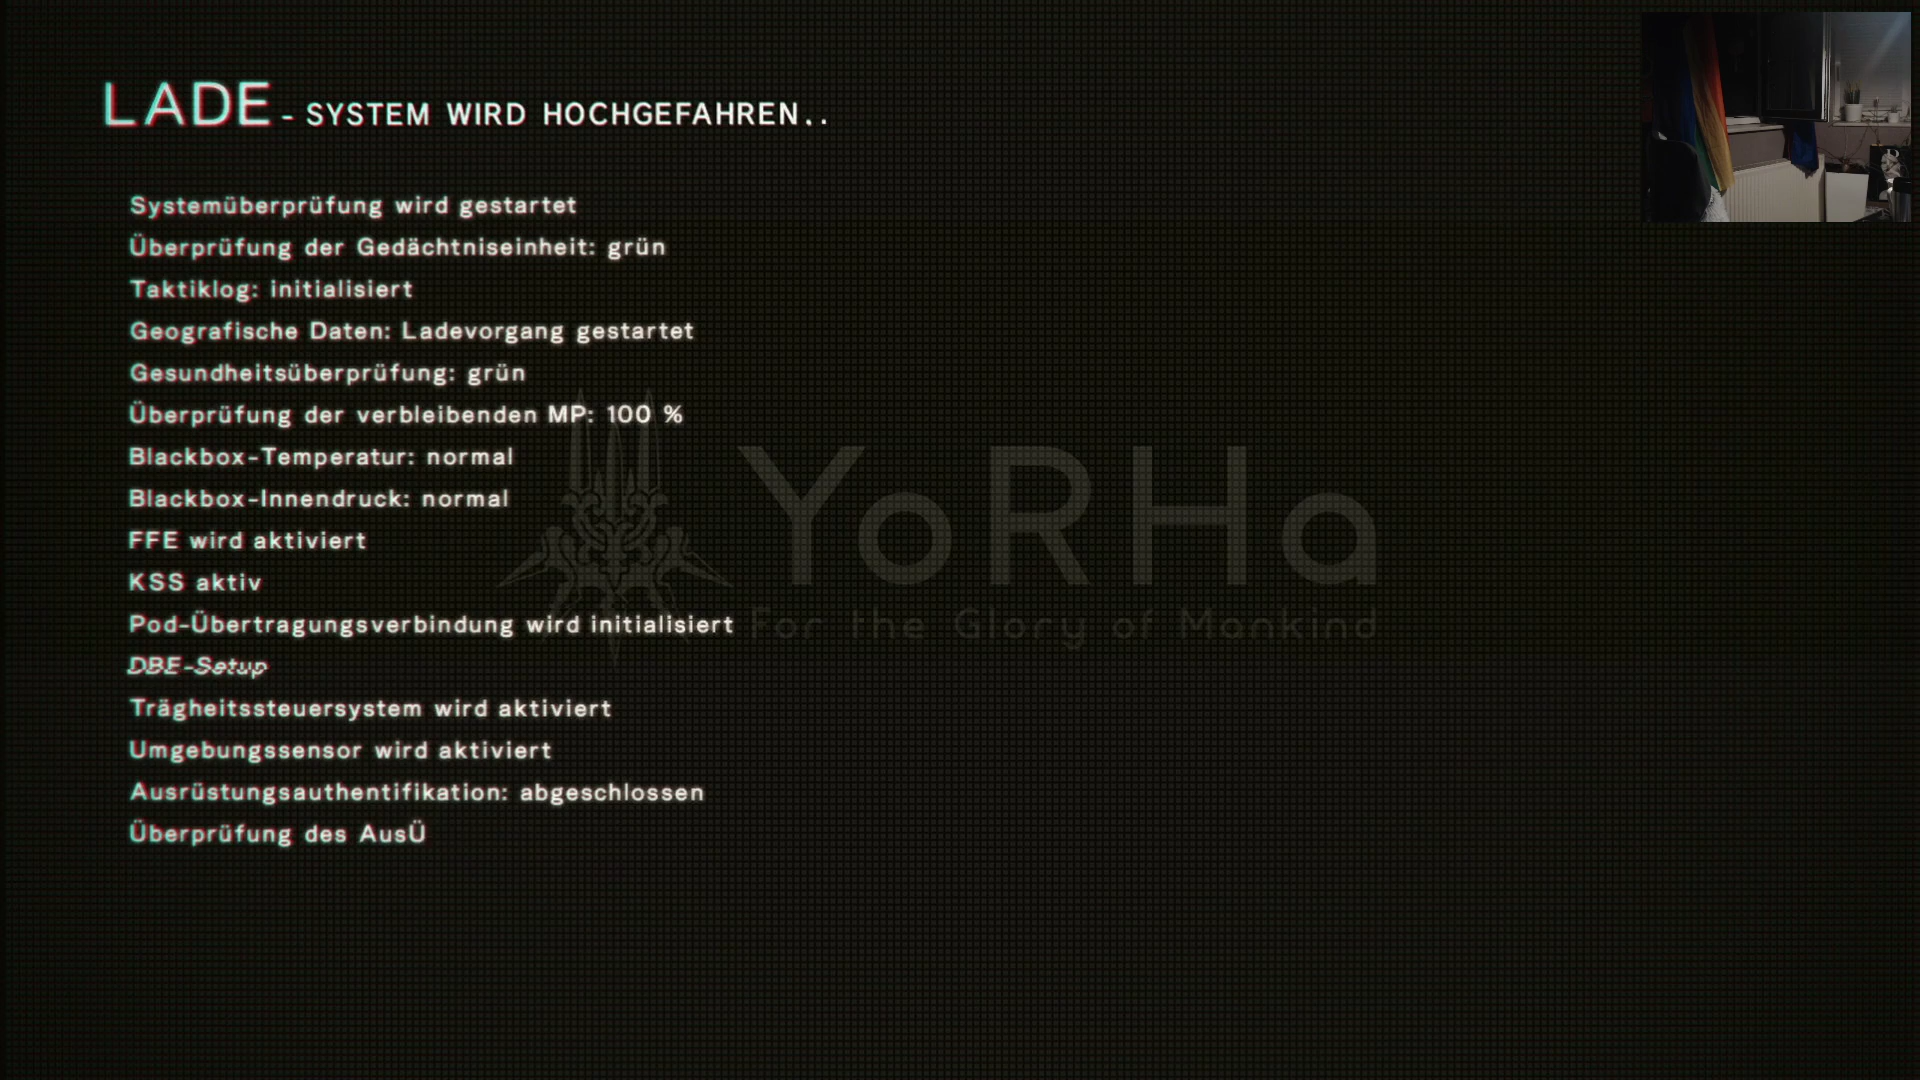 LADE - SYSTEM WIRD HOCHGEFAHREN..
Systemüberprüfung wird gestartet
Überprüfung der Gedächtniseinheit: grün
Taktiklog: initialisiert
Geografische Daten: Ladevorgang gestartet
Gesundheitsüberprüfung: grün
Überprüfung der verbleibenden MP: 100 %
Blackbox-Temperatur: normal
Blackbox-Innendruck: normal
FFE wird aktiviert
KSS aktiv
Pod-Übertragungsverbindung wird initialisiert
DBE-Setup
Trägheitssteuersystem wird aktiviert
Umgebungssensor wird aktiviert
Ausrüstungsauthentifikation: abgeschlossen
Überprüfung des AusÜ
YoRHa
For the Glory of Mankind